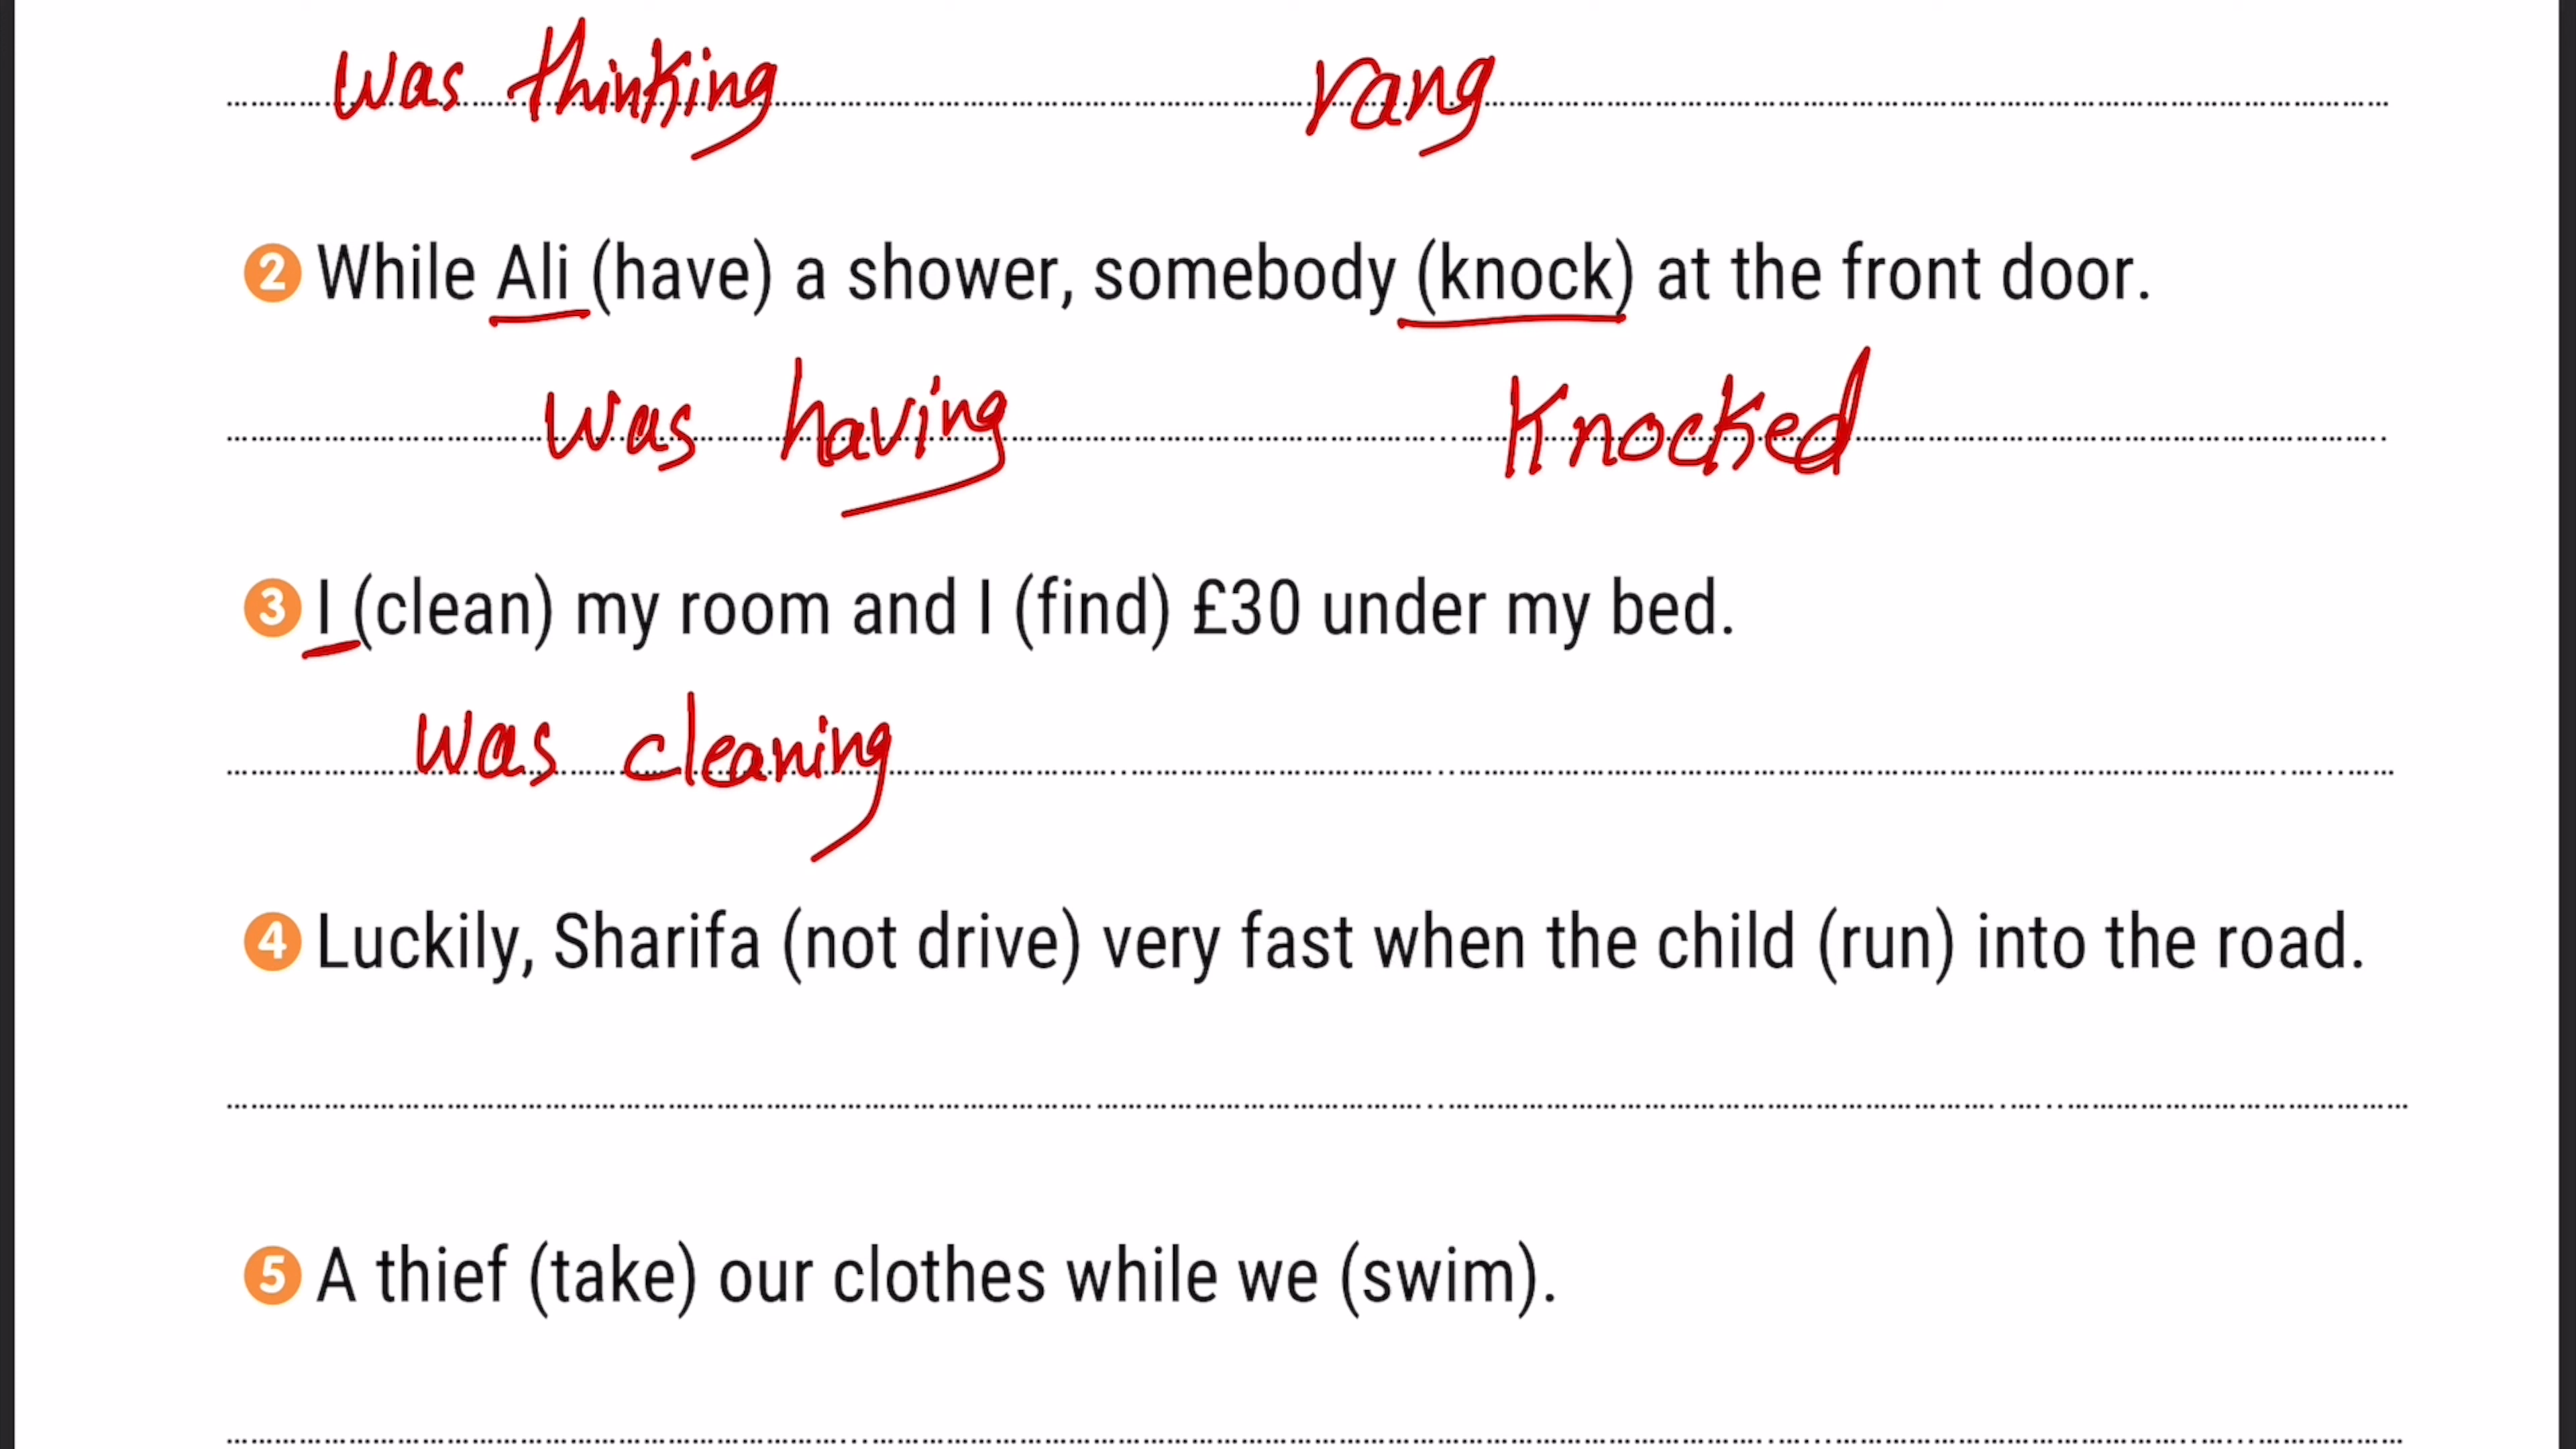 was thinking rang
2 While Ali (have) a shower, somebody (knock) at the front door.
was having Knocked
3 I (clean) my room and I (find) £30 under my bed.
was cleaning
4 Luckily, Sharifa (not drive) very fast when the child (run) into the road.
5 A thief (take) our clothes while we (swim).